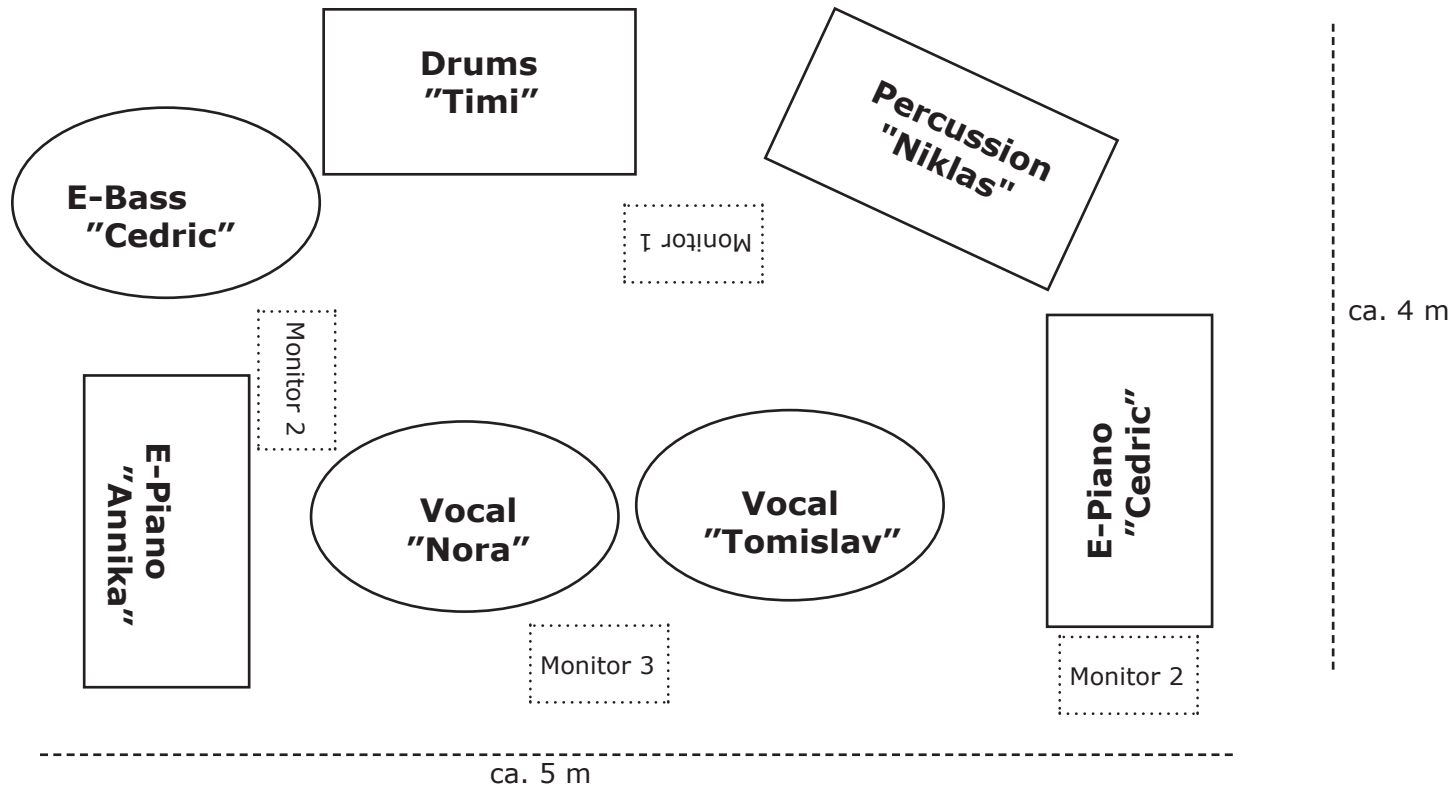 Drums
″Timi″
Percussion
"Niklas"
E-Bass
″Cedric″
Monitor 1
ca. 4 m
Monitor 2
E-Piano
″Annika″
Vocal
″Nora″
Vocal
″Tomislav″
E-Piano
″Cedric″
Monitor 3
Monitor 2
ca. 5 m